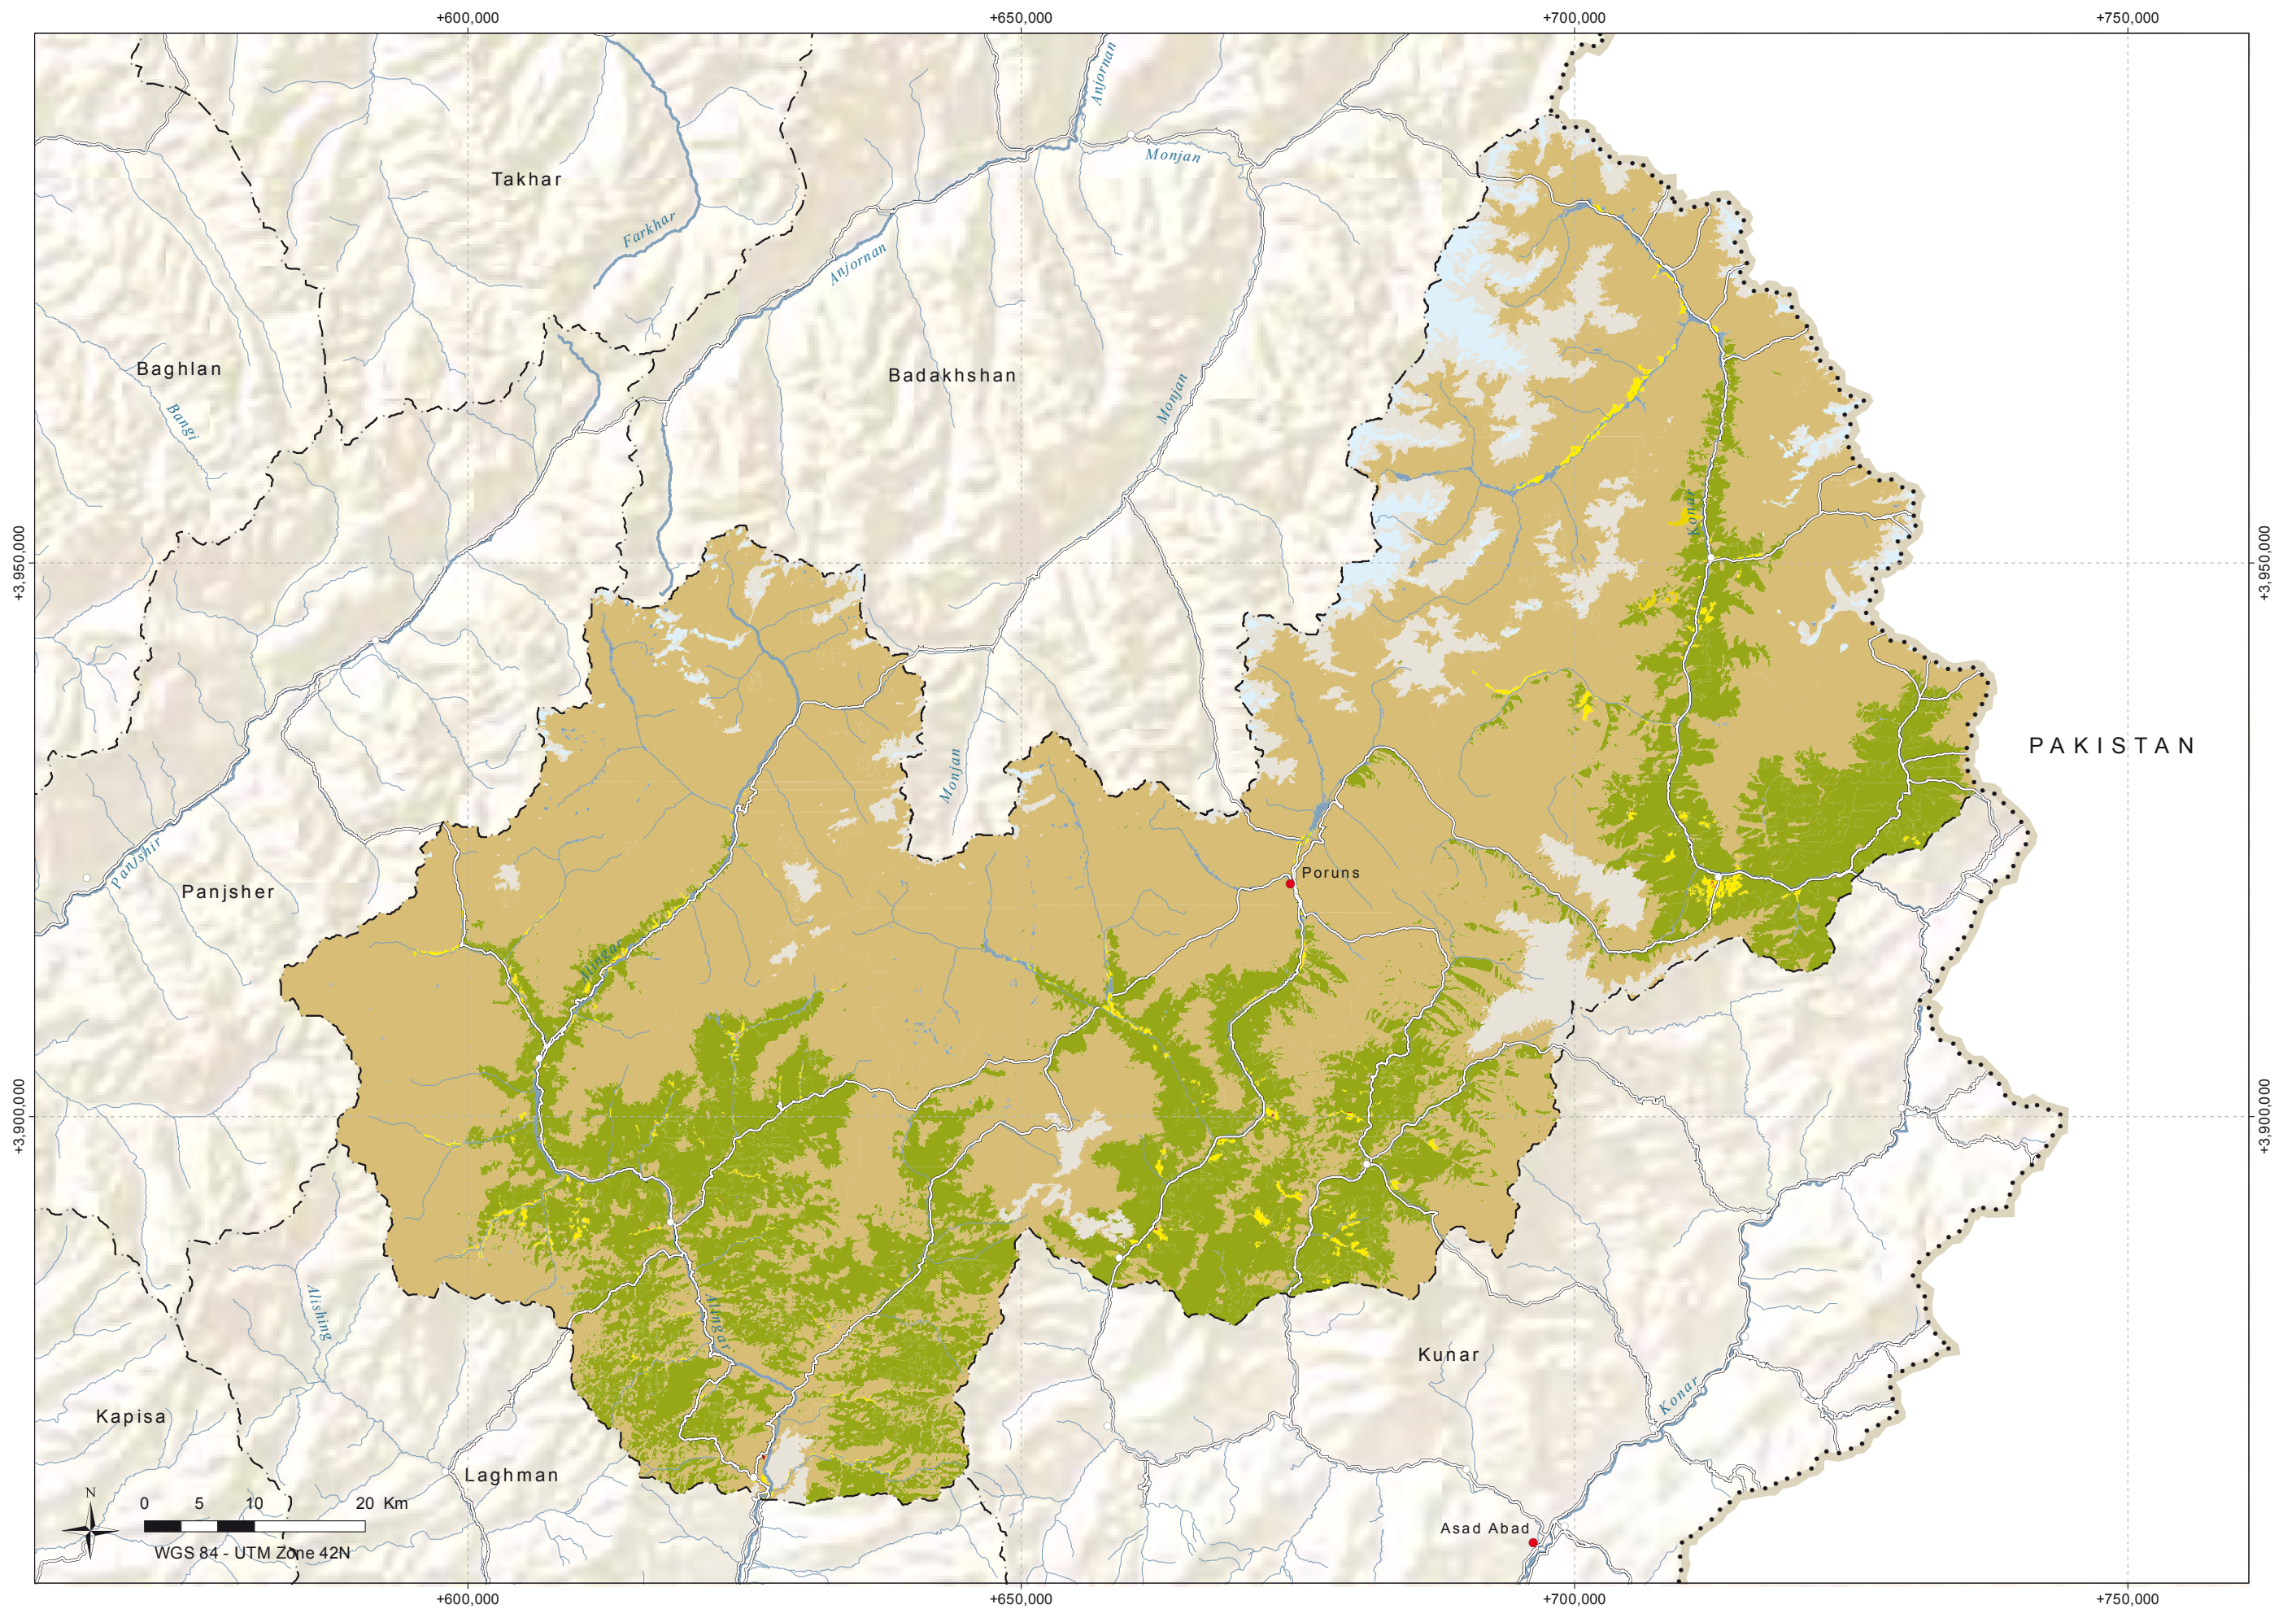 +600,000
+650,000
+700,000
+750,000
Anjornan
Monjan
Takhar
Farkhar
Anjornan
Baghlan
Badakhshan
Bangi
Monjan
Konar
+3,950,000
+3,950,000
PAKISTAN
Monjan
Panjshir
Poruns
Panjsher
Alingar
+3,900,000
+3,900,000
Alishing
Alingar
Kunar
Konar
Kapisa
Laghman
N
0 5 10 20 Km
Asad Abad
WGS 84 - UTM Zone 42N
+600,000
+650,000
+700,000
+750,000